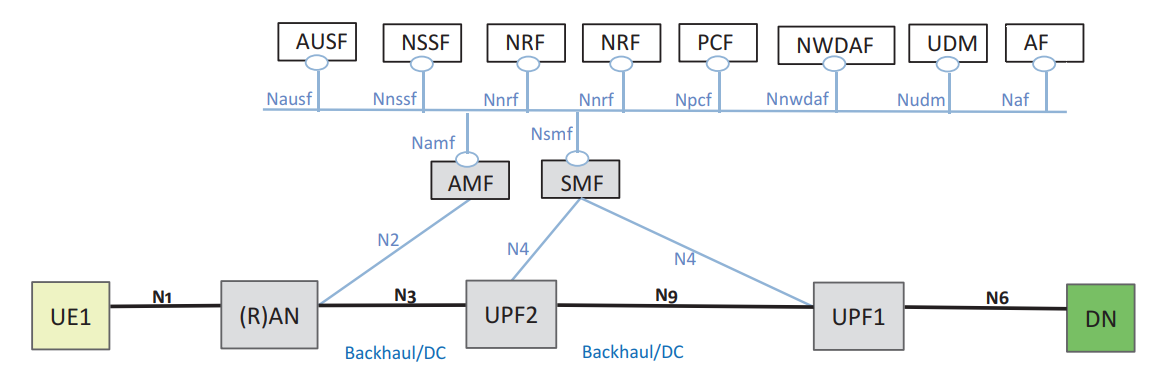 AUSF NSSF NRF NRF PCF NWDAF UDM AF
Nausf Nnssf Nnrf Nnrf Npcf Nnwdaf Nudm Naf
Namf Nsmf
AMF SMF
N2 N4 N4
N1 N3 N9 N6
UE1 (R)AN UPF2 UPF1 DN
Backhaul/DC Backhaul/DC